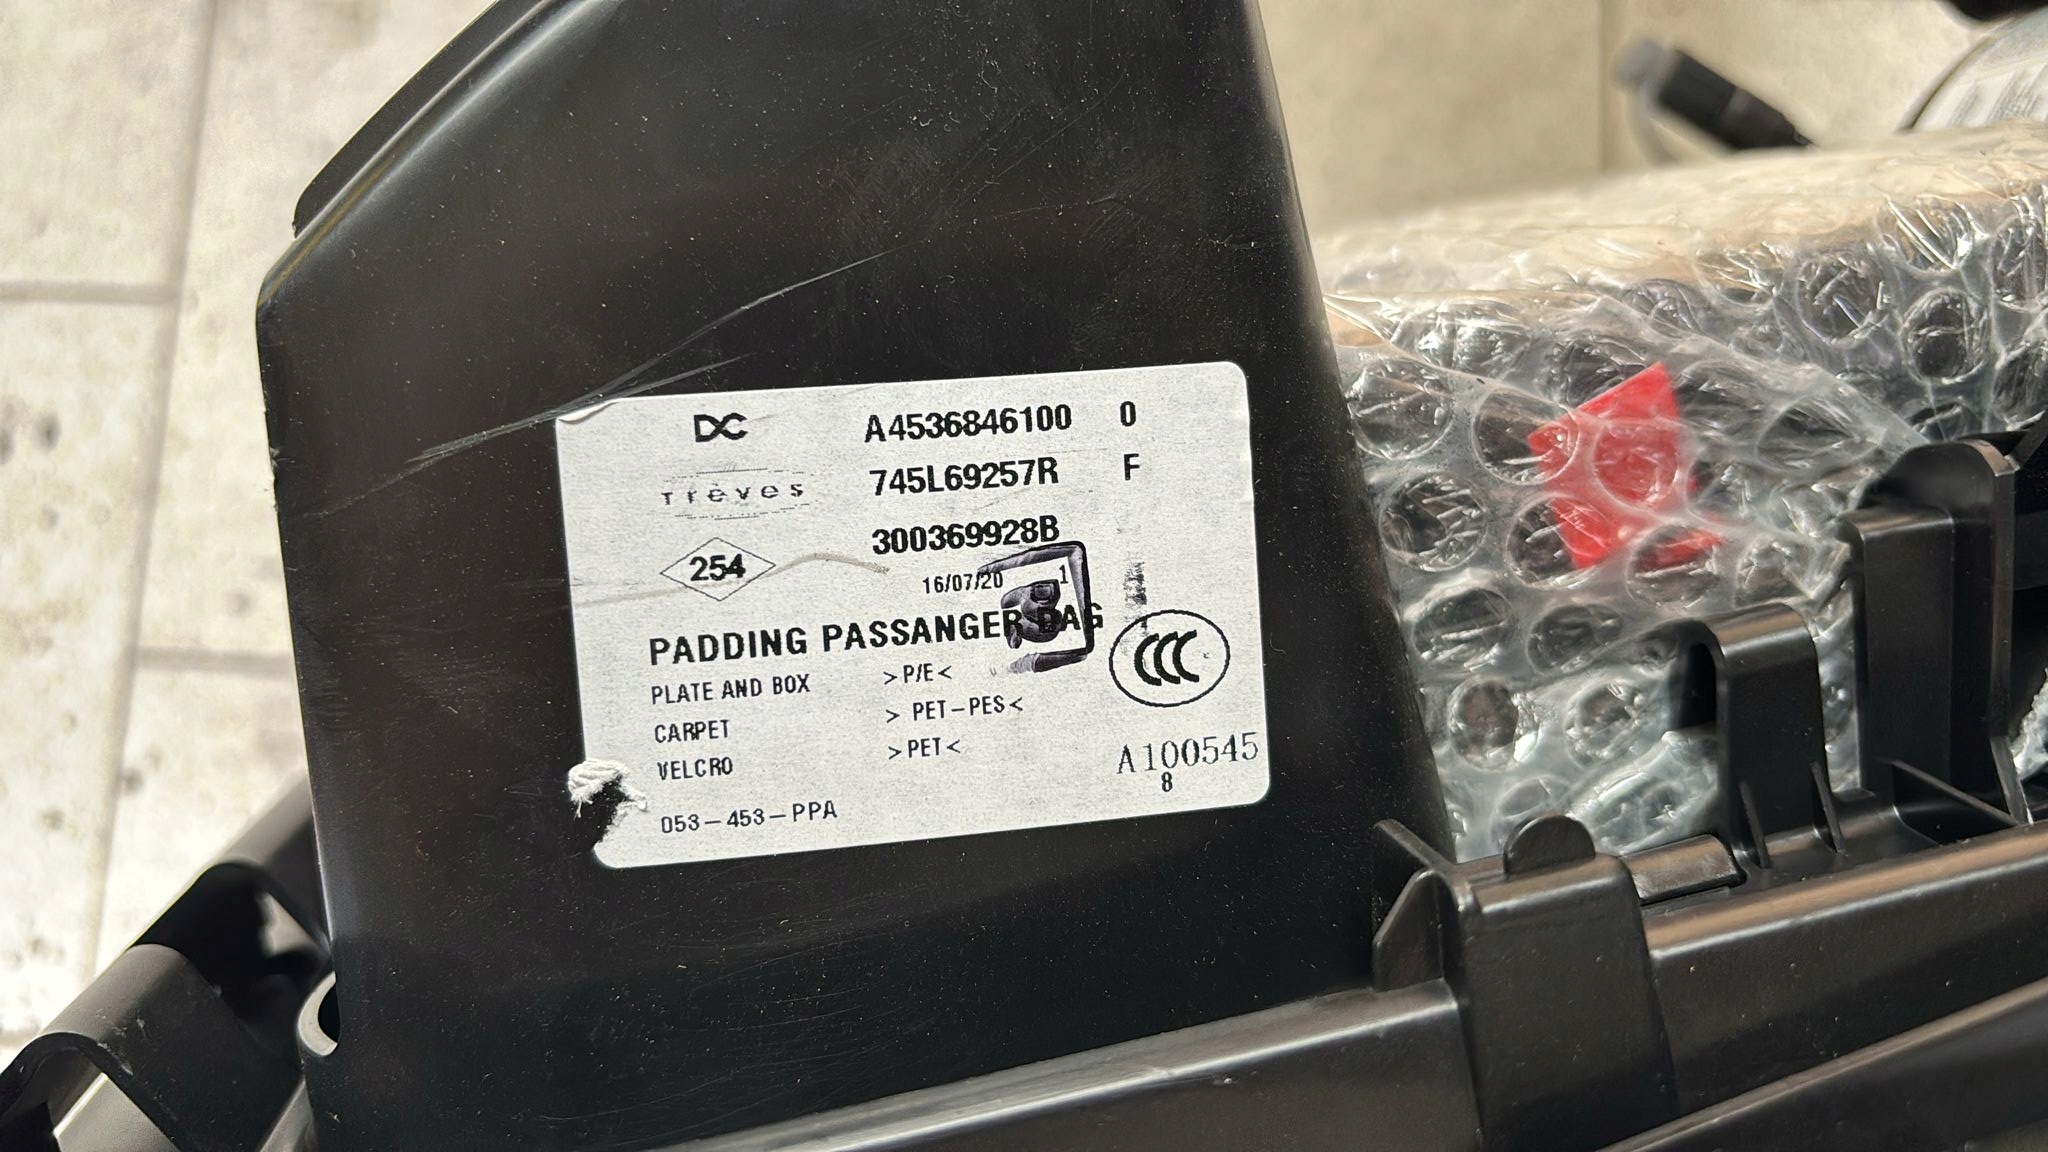 DC A4536846100 0
Trèves 745L69257R F
300369928B
254
16/07/20 1
PADDING PASSANGER BAG
PLATE AND BOX >P/E<
CARPET > PET-PES<
VELCRO >PET<
CCC
A100545
8
053-453-PPA